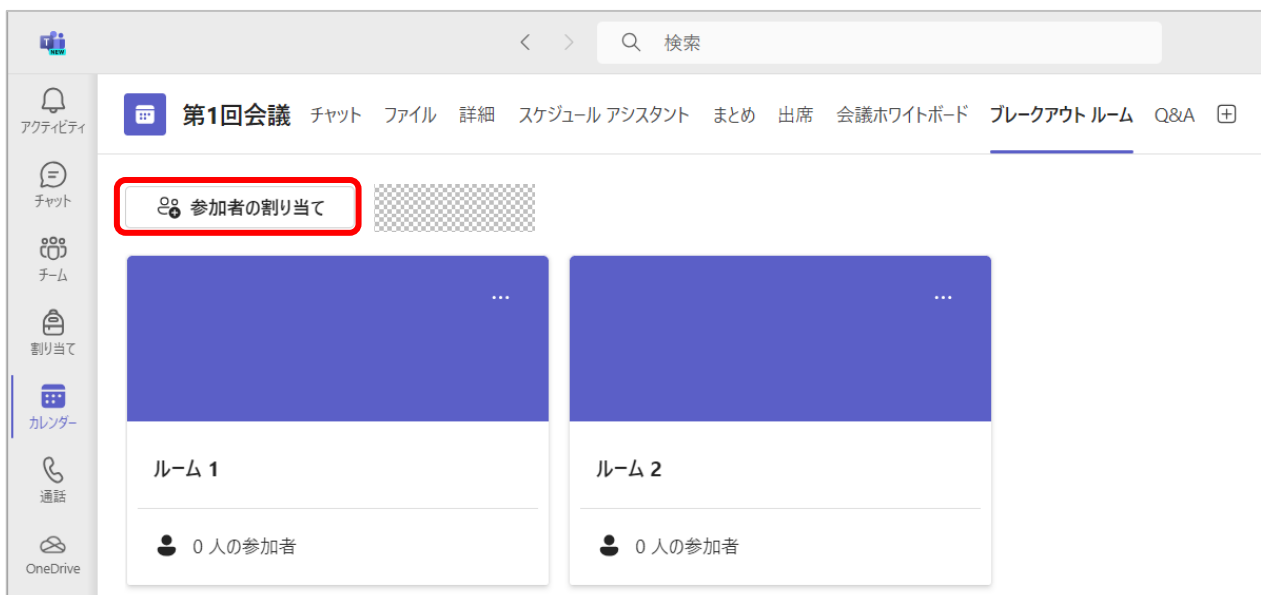 NEW
検索
アクティビティ
チャット
チーム
割り当て
カレンダー
通話
OneDrive
第1回会議 チャット ファイル 詳細 スケジュール アシスタント まとめ 出席 会議ホワイトボード ブレークアウト ルーム Q&A
参加者の割り当て
ルーム 1
0 人の参加者
ルーム 2
0 人の参加者